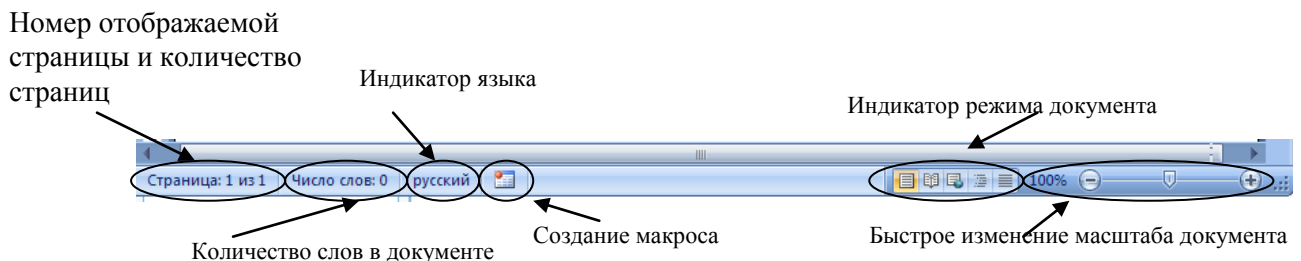 Номер отображаемой
страницы и количество
страниц
Индикатор языка
Индикатор режима документа
Страница: 1 из 1 Число слов: 0 русский 100%
Количество слов в документе
Создание макроса
Быстрое изменение масштаба документа